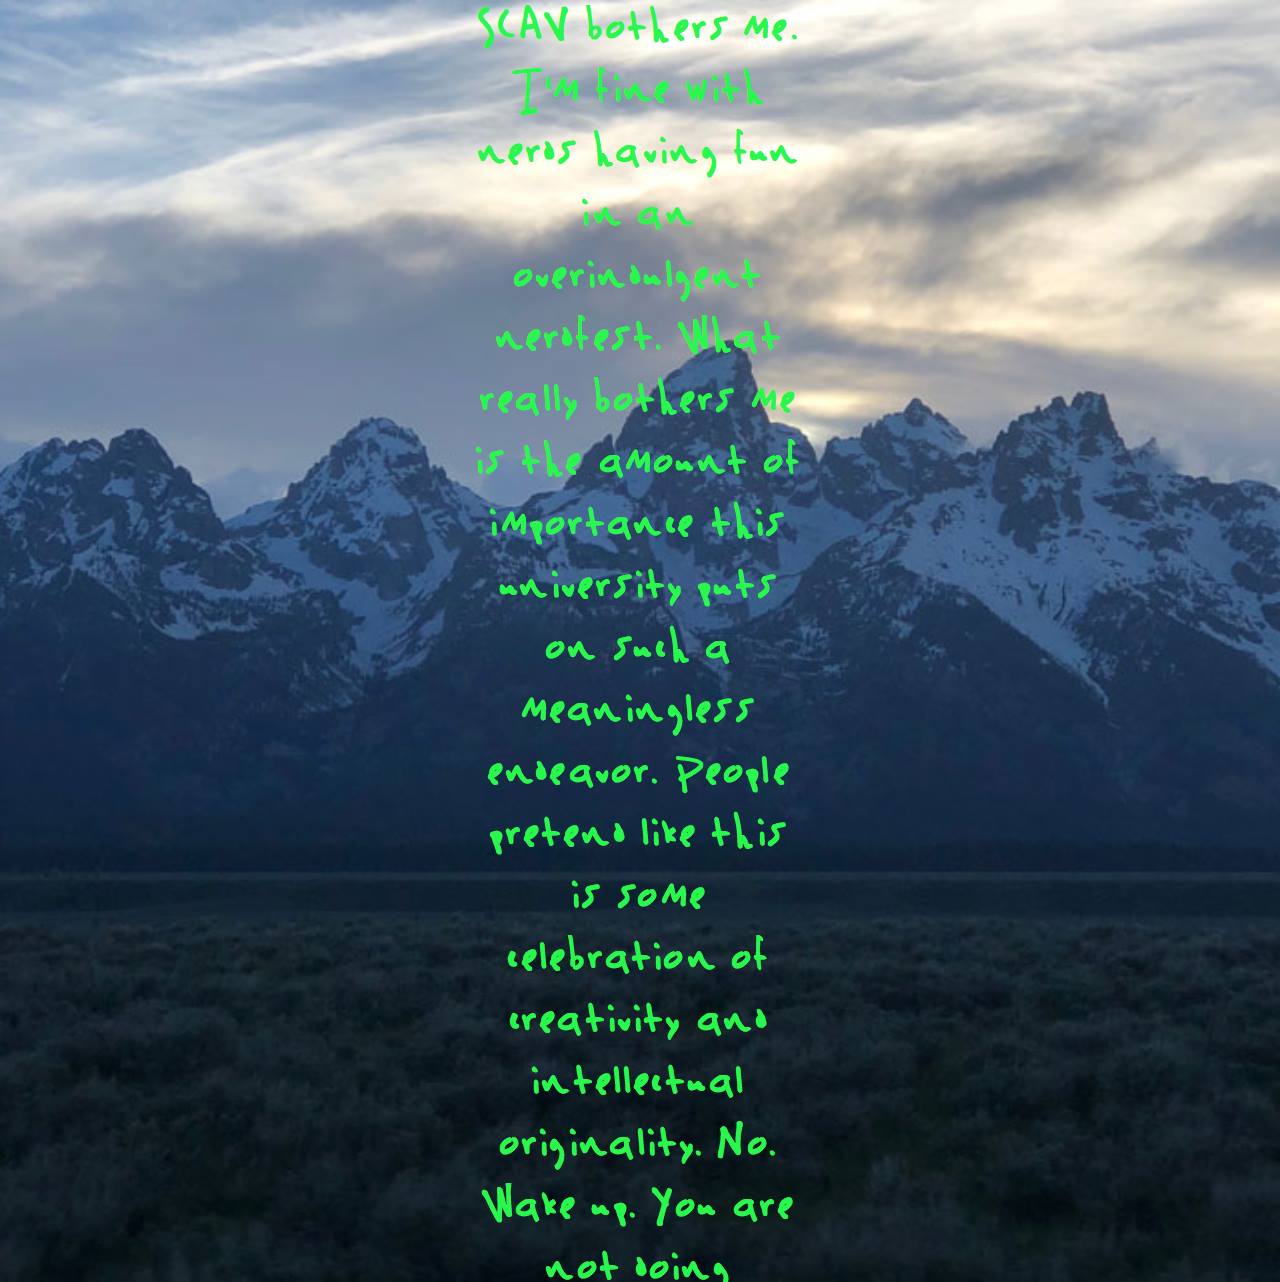 SCAV bothers me.
I'm fine with
nerds having fun
in an
overindulgent
nerdfest. What
really bothers me
is the amount of
importance this
university puts
on such a
meaningless
endeavor. People
pretend like this
is some
celebration of
creativity and
intellectual
originality. No.
Wake up. You are
not doing